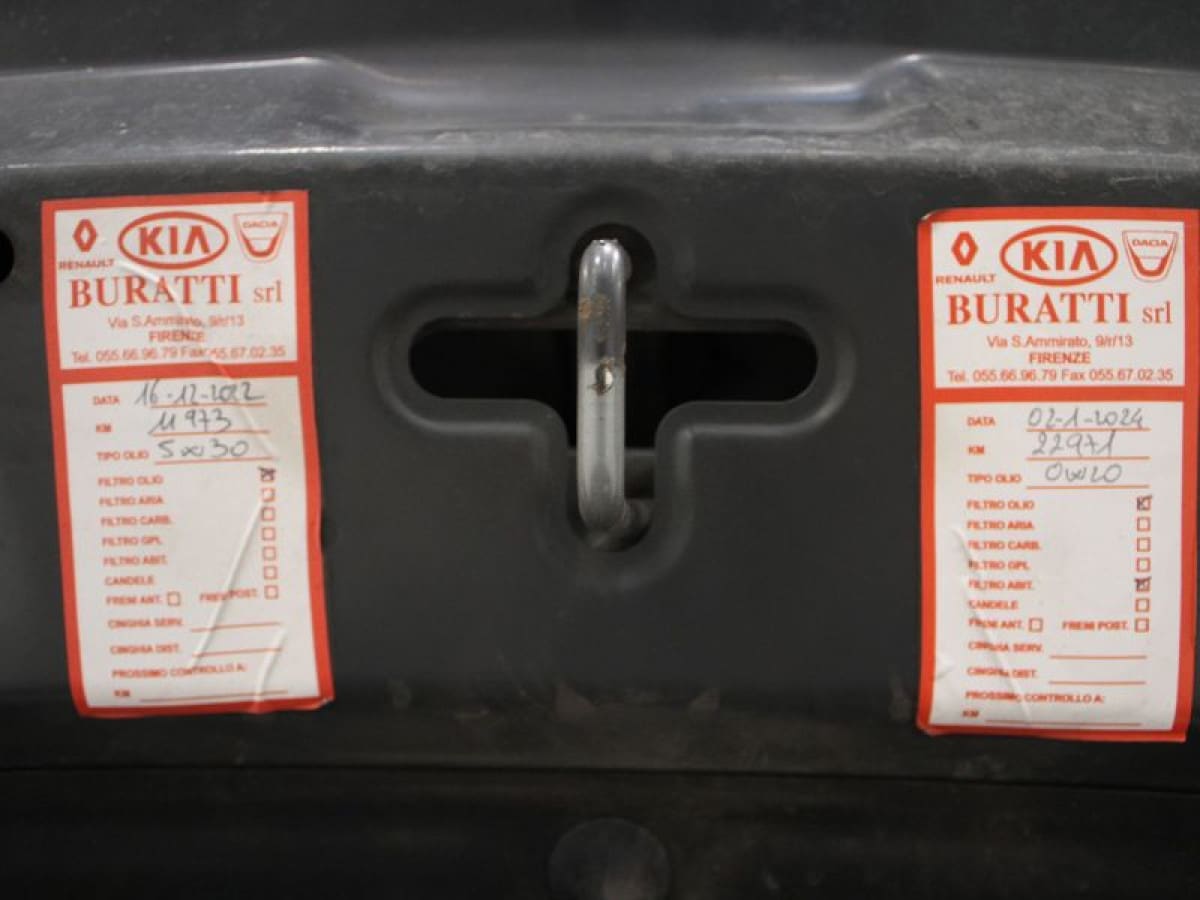 RENAULT KIA DACIA
BURATTI srl
Via S.Ammirato, 9/r/13
FIRENZE
Tel. 055.66.96.79 Fax 055.67.02.35
DATA 16-12-2022
KM 11973
TIPO OLIO 5w30
FILTRO OLIO
FILTRO ARIA
FILTRO CARB.
FILTRO GPL
FILTRO ABIT.
CANDELE
FRENI ANT. FRENI POST.
CINGHIA SERV.
CINGHIA DIST.
PROSSIMO CONTROLLO A:
KM
RENAULT KIA DACIA
BURATTI srl
Via S.Ammirato, 9/r/13
FIRENZE
Tel. 055.66.96.79 Fax 055.67.02.35
DATA 02-1-2024
KM 22971
TIPO OLIO 0w20
FILTRO OLIO
FILTRO ARIA
FILTRO CARB.
FILTRO GPL
FILTRO ABIT.
CANDELE
FRENI ANT. FRENI POST.
CINGHIA SERV.
CINGHIA DIST.
PROSSIMO CONTROLLO A:
KM